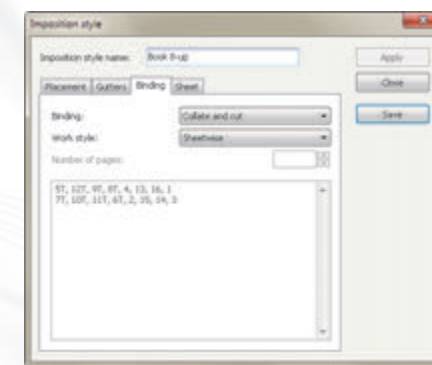 Imposition style
Imposition style name: Book 8-up
Apply
Placement Gutters Binding Sheet
Close
Binding: Collate and cut
Save
Work style: Sheetwise
Number of pages:
5T, 12T, 9T, 8T, 4, 13, 16, 1
7T, 10T, 11T, 6T, 2, 15, 14, 3